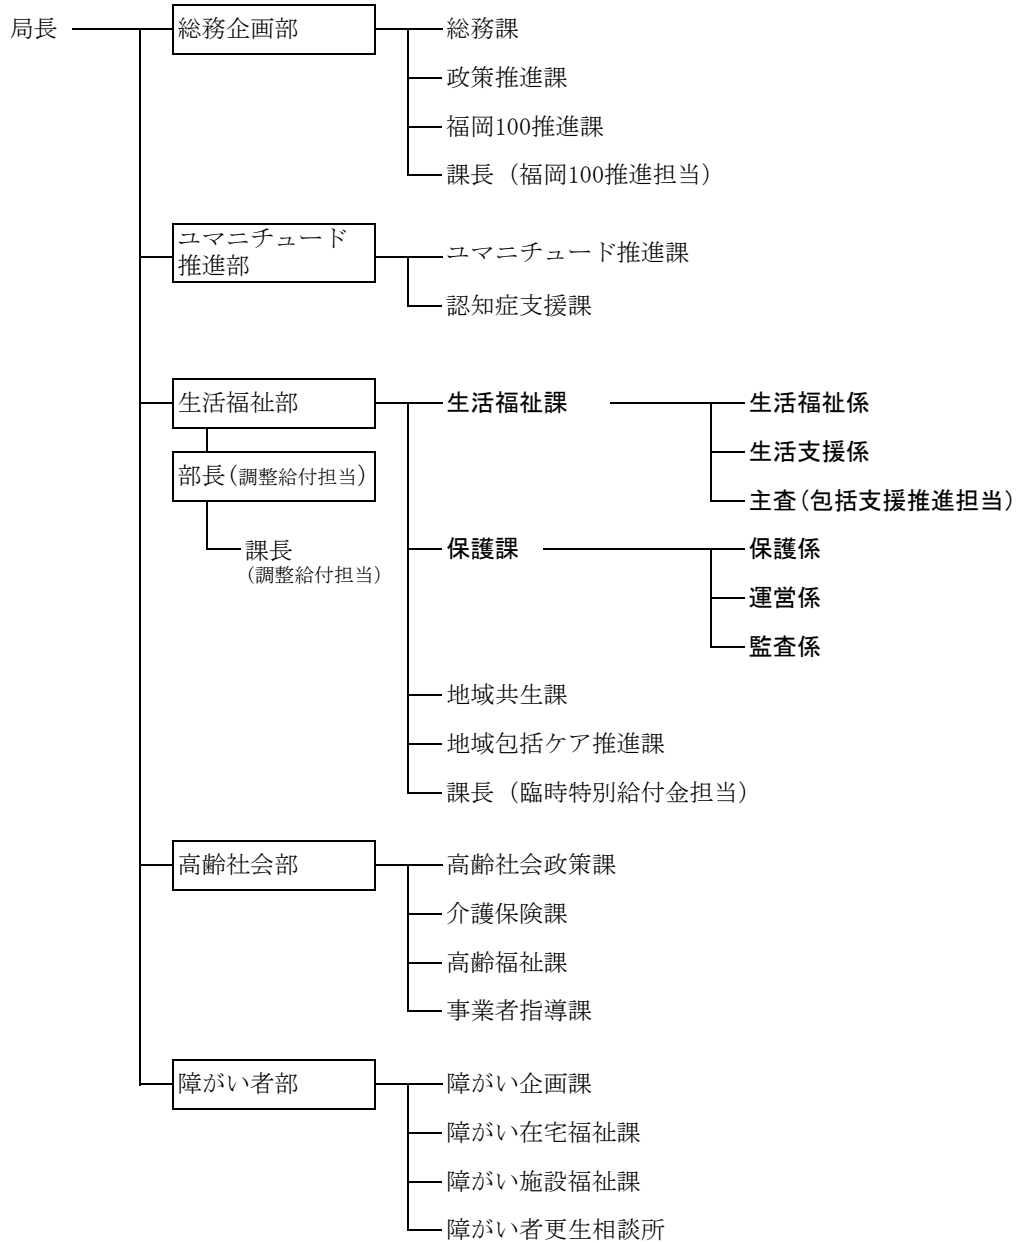 局長
総務企画部
総務課
政策推進課
福岡100推進課
課長（福岡100推進担当）
ユマニチュード
推進部
ユマニチュード推進課
認知症支援課
生活福祉部
部長（調整給付担当）
課長
（調整給付担当）
生活福祉課
生活福祉係
生活支援係
主査（包括支援推進担当）
保護課
保護係
運営係
監査係
地域共生課
地域包括ケア推進課
課長（臨時特別給付金担当）
高齢社会部
高齢社会政策課
介護保険課
高齢福祉課
事業者指導課
障がい者部
障がい企画課
障がい在宅福祉課
障がい施設福祉課
障がい者更生相談所